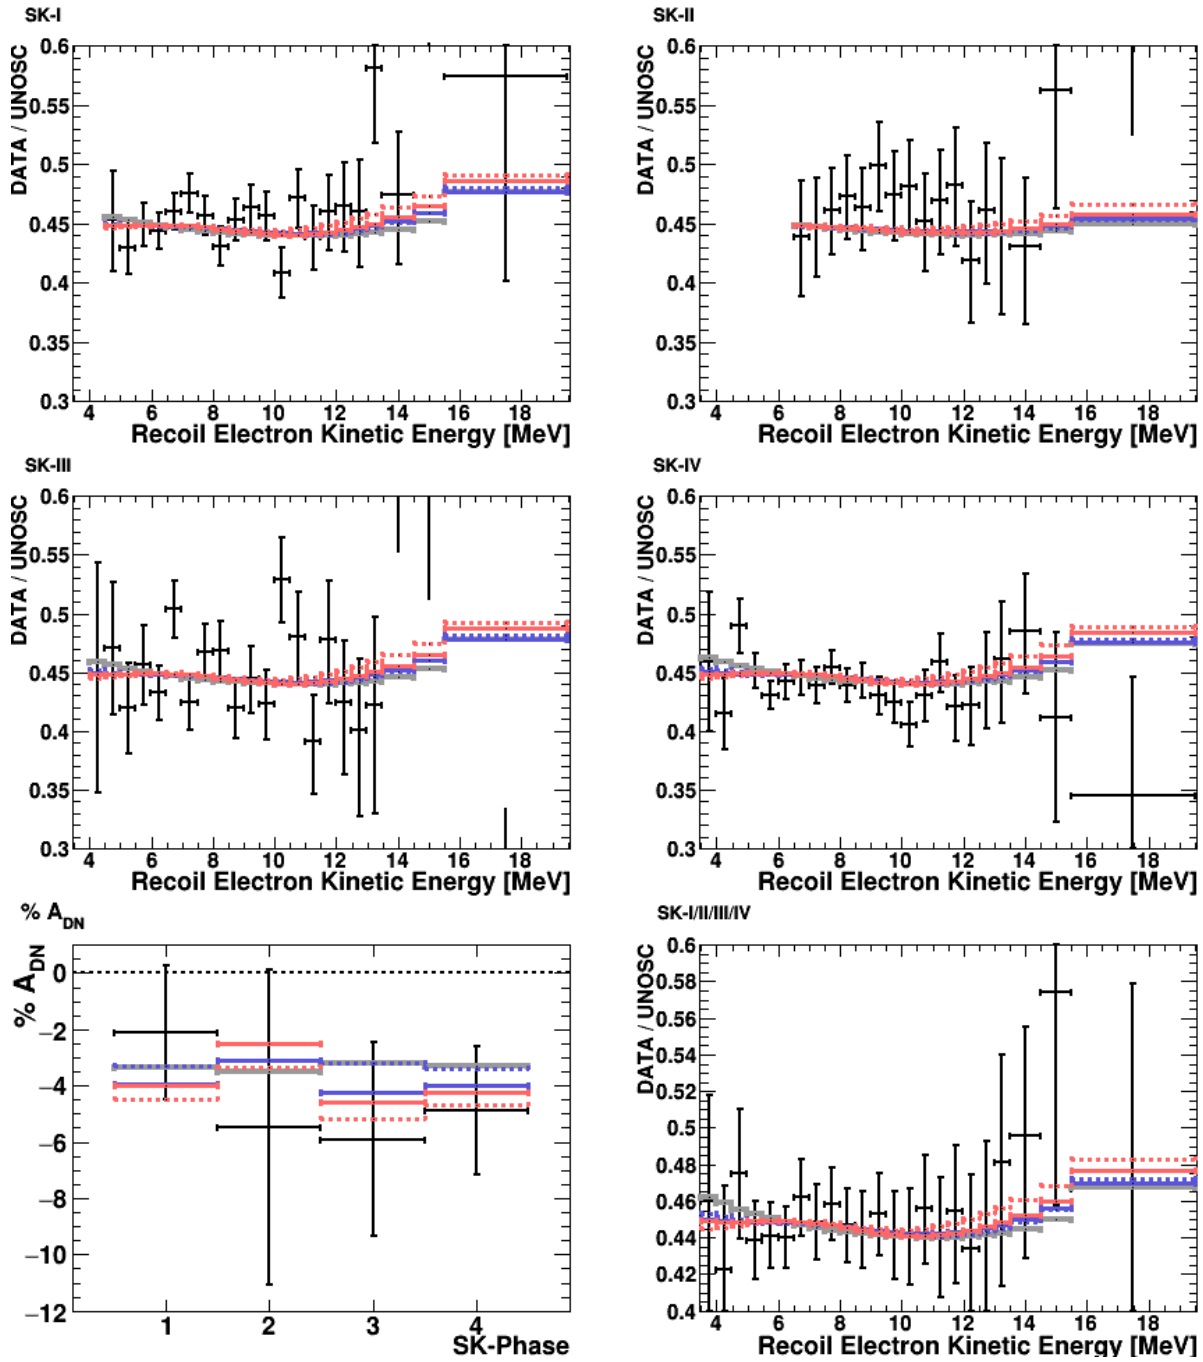 SK-I
DATA / UNOSC
0.6
0.55
0.5
0.45
0.4
0.35
0.3
4 6 8 10 12 14 16 18
Recoil Electron Kinetic Energy [MeV]
SK-II
DATA / UNOSC
0.6
0.55
0.5
0.45
0.4
0.35
0.3
4 6 8 10 12 14 16 18
Recoil Electron Kinetic Energy [MeV]
SK-III
DATA / UNOSC
0.6
0.55
0.5
0.45
0.4
0.35
0.3
4 6 8 10 12 14 16 18
Recoil Electron Kinetic Energy [MeV]
SK-IV
DATA / UNOSC
0.6
0.55
0.5
0.45
0.4
0.35
0.3
4 6 8 10 12 14 16 18
Recoil Electron Kinetic Energy [MeV]
% A_DN
% A_DN
0
−2
−4
−6
−8
−10
−12
1 2 3 4
SK-Phase
SK-I/II/III/IV
DATA / UNOSC
0.6
0.58
0.56
0.54
0.52
0.5
0.48
0.46
0.44
0.42
0.4
4 6 8 10 12 14 16 18
Recoil Electron Kinetic Energy [MeV]